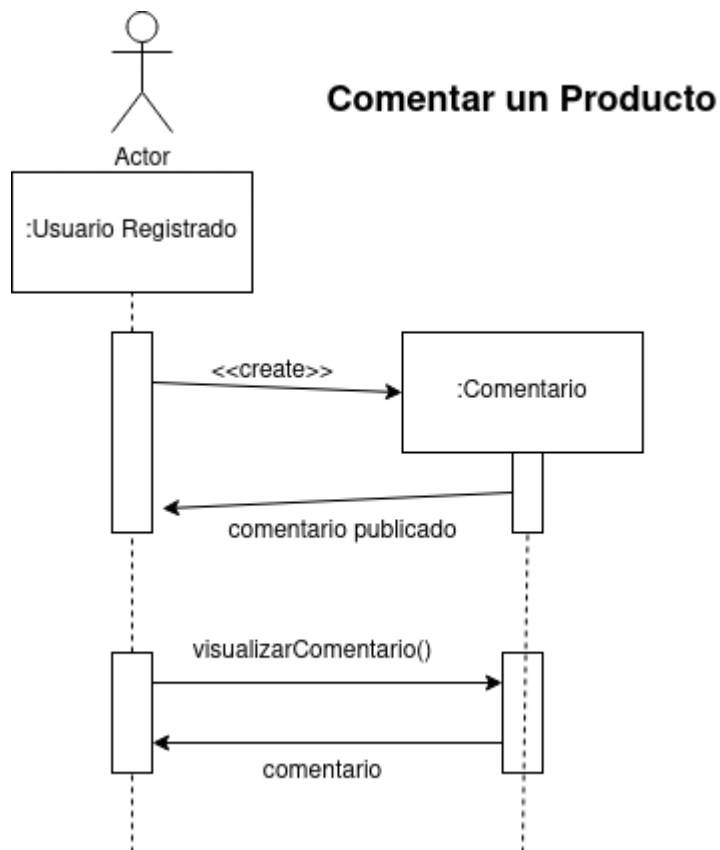 Comentar un Producto
Actor
:Usuario Registrado
<<create>>
:Comentario
comentario publicado
visualizarComentario()
comentario